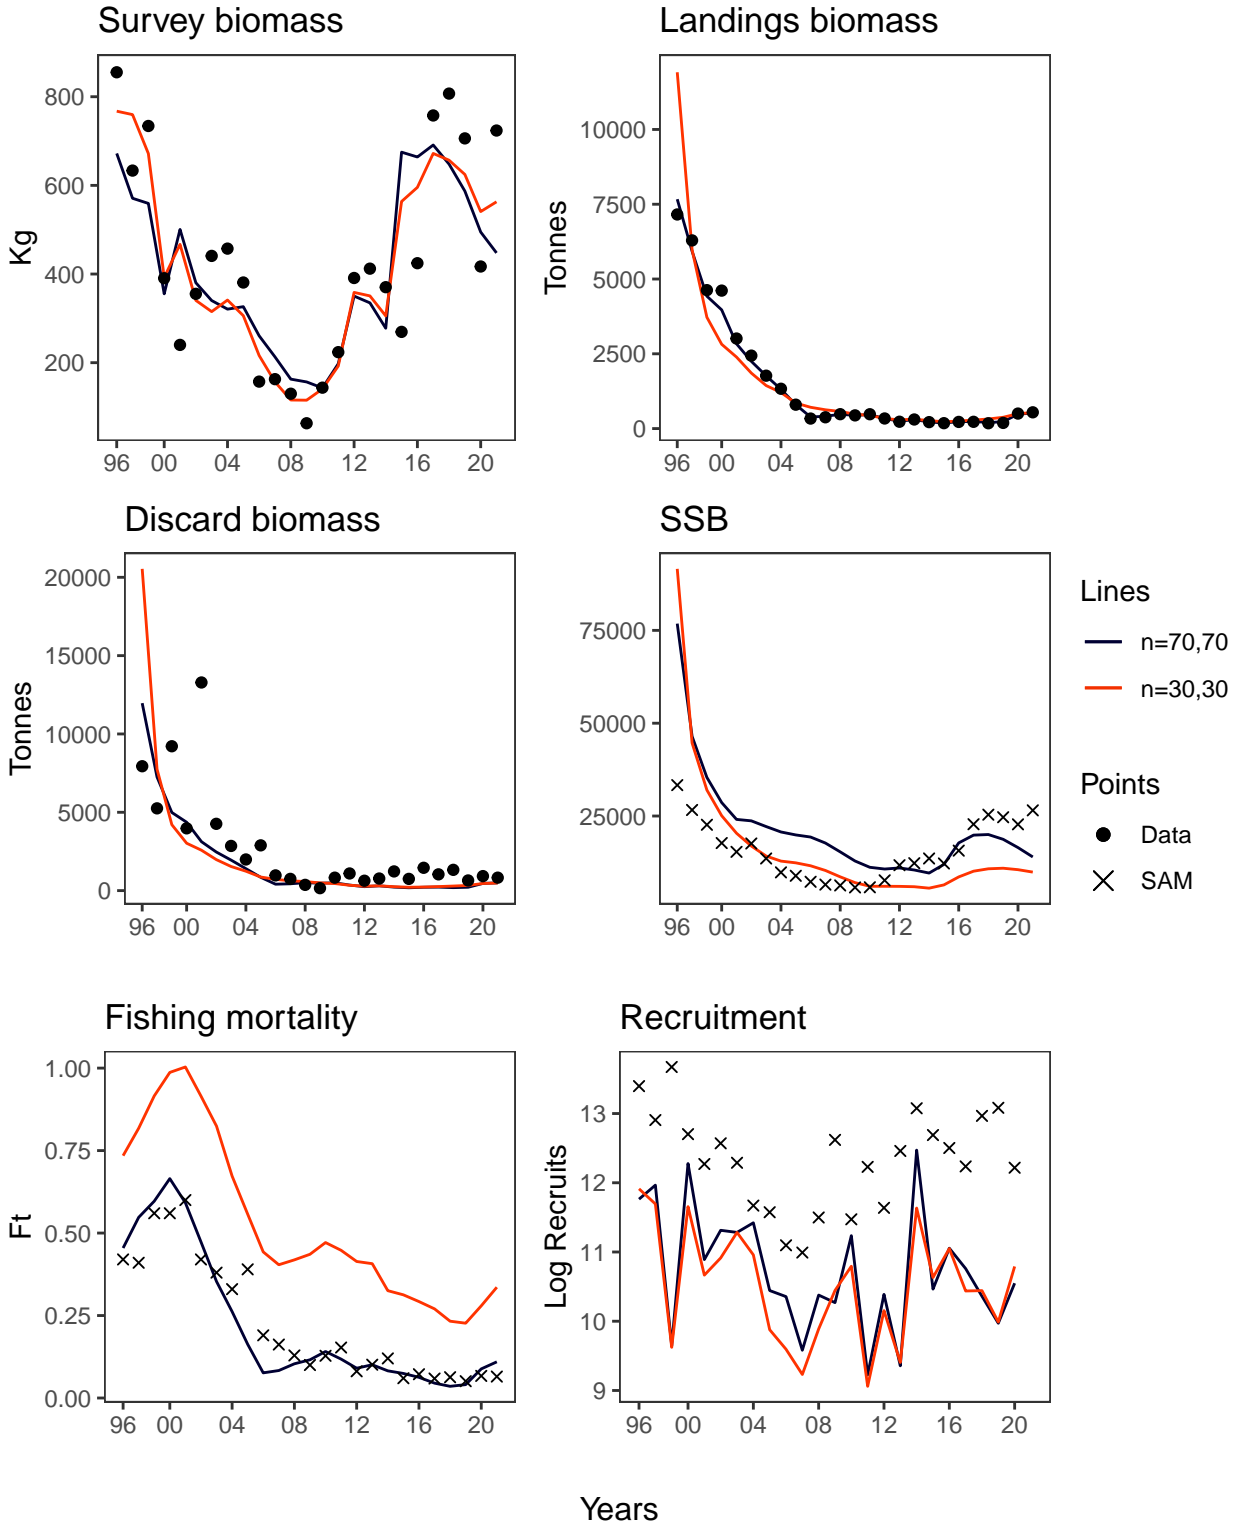 Survey biomass
Landings biomass
Kg
800
600
400
200
96 00 04 08 12 16 20
Tonnes
10000
7500
5000
2500
0
96 00 04 08 12 16 20
Discard biomass
SSB
Tonnes
20000
15000
10000
5000
0
96 00 04 08 12 16 20
75000
50000
25000
96 00 04 08 12 16 20
Lines
n=70,70
n=30,30
Points
Data
SAM
Fishing mortality
Recruitment
Ft
1.00
0.75
0.50
0.25
0.00
96 00 04 08 12 16 20
Log Recruits
13
12
11
10
9
96 00 04 08 12 16 20
Years